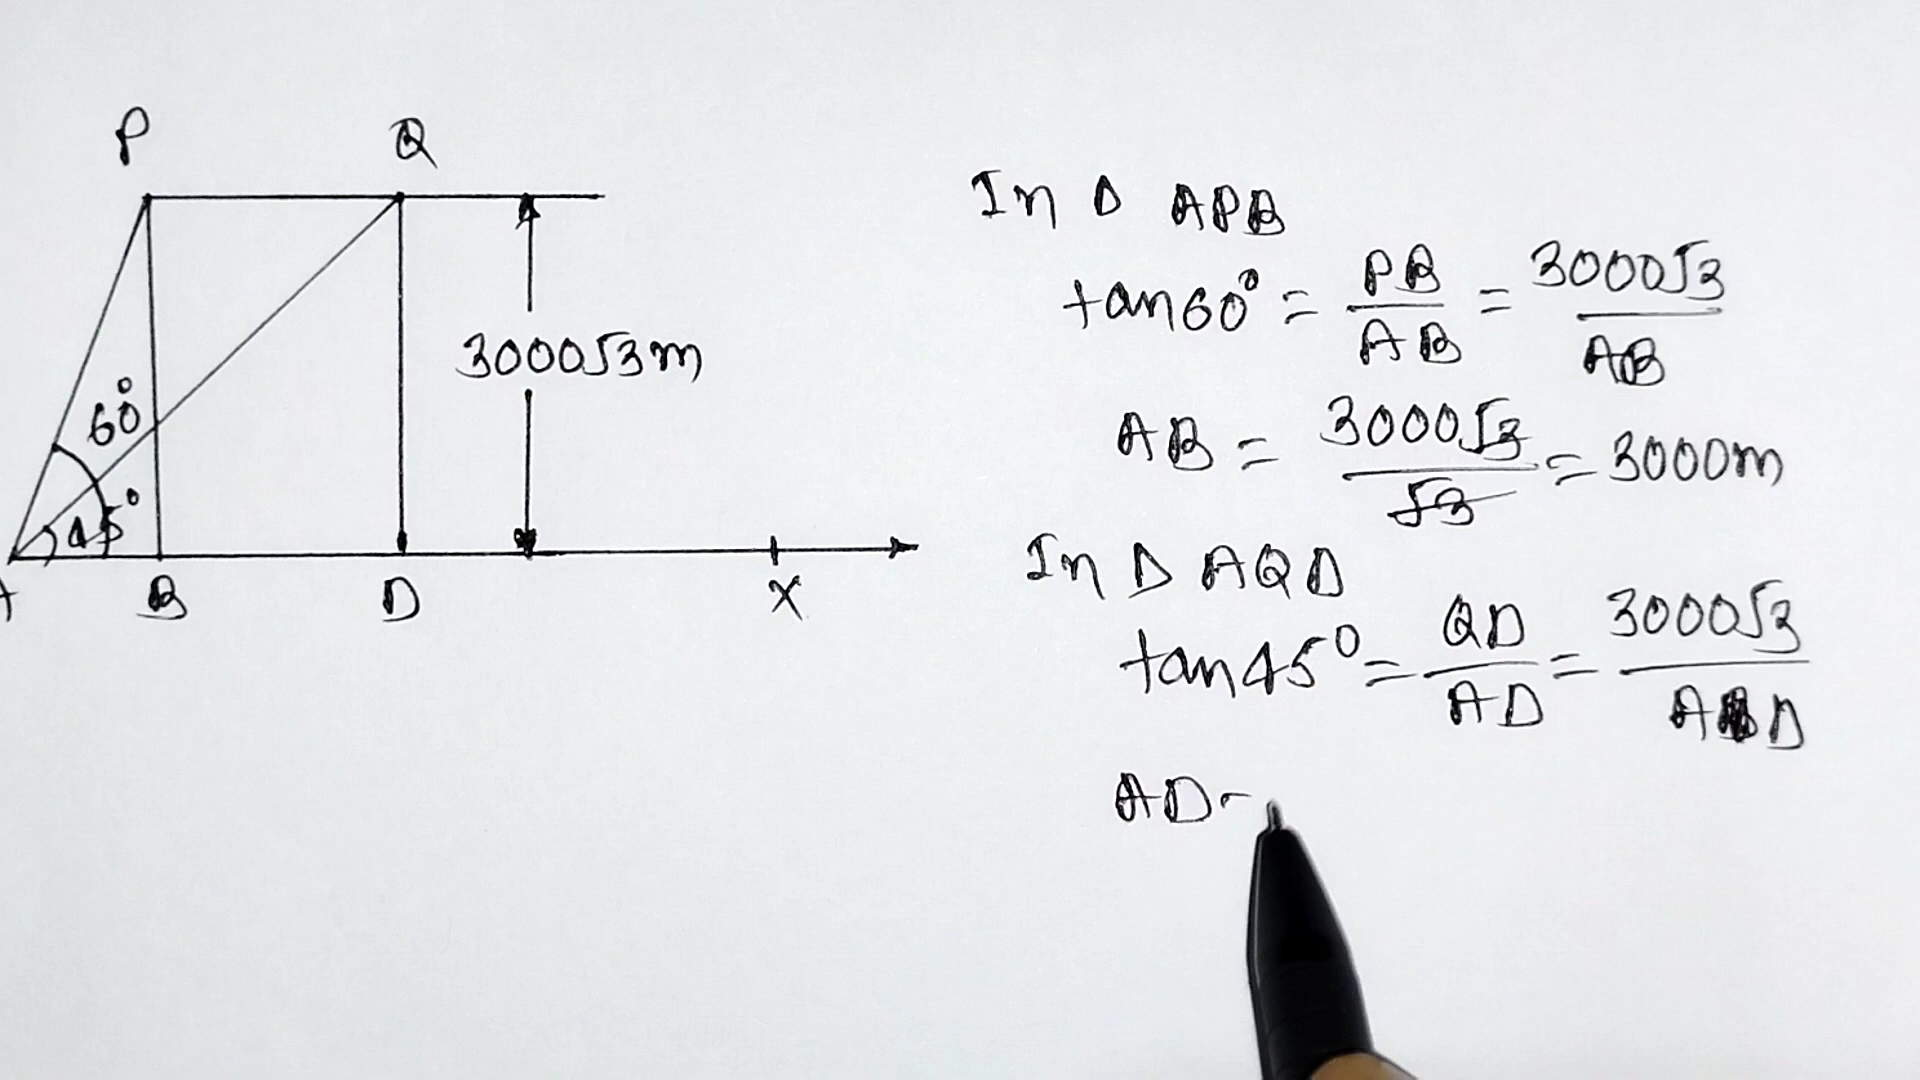 P Q
3000√3m
60°
45°
A B D X
In Δ APB
tan60° = PB/AB = 3000√3/AB
AB = 3000√3/√3 = 3000m
In Δ AQD
tan45° = QD/AD = 3000√3/AD
AD=